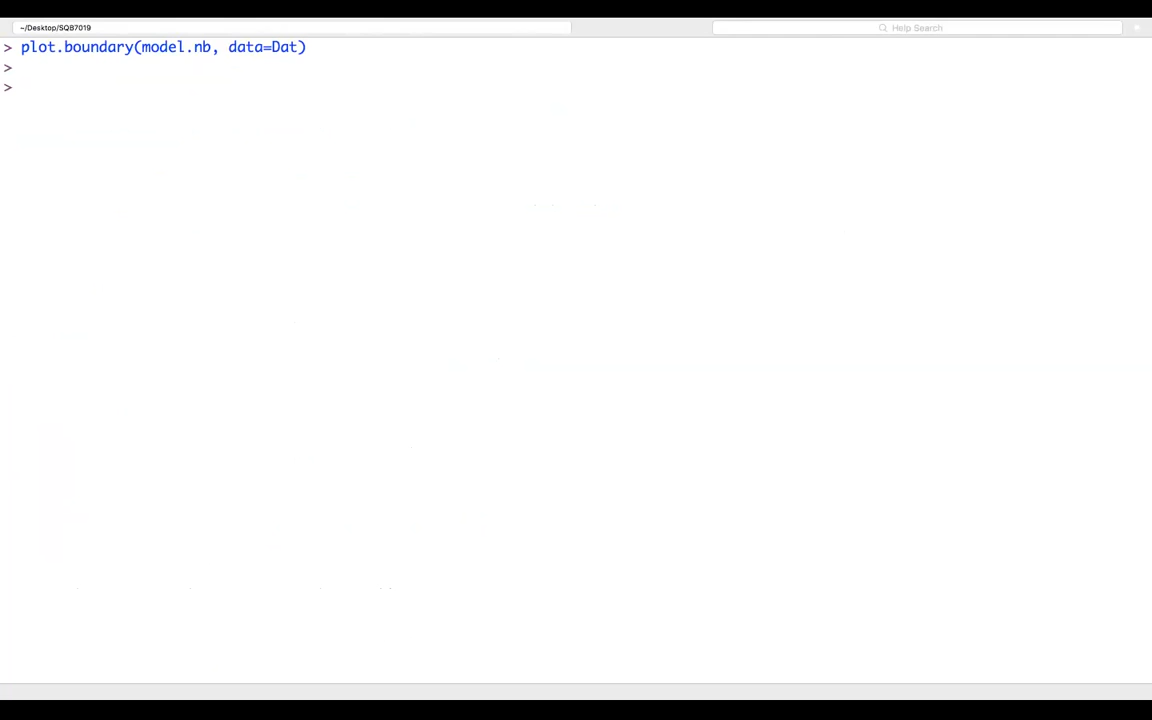 ~/Desktop/SQB7019
Help Search
> plot.boundary(model.nb, data=Dat)
>
>